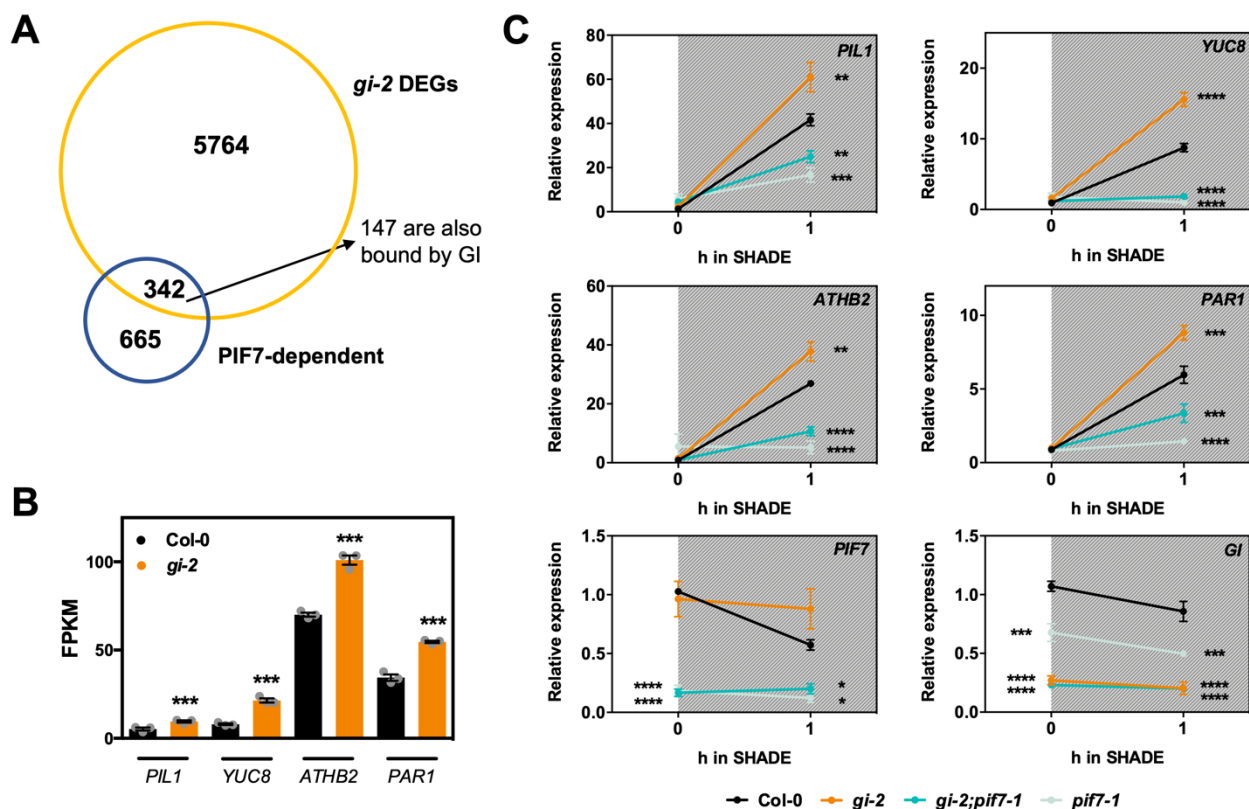 A
gi-2 DEGs
5764
147 are also
bound by GI
342
665
PIF7-dependent
B
Col-0
gi-2
FPKM
100
50
0
***
***
***
***
PIL1
YUC8
ATHB2
PAR1
C
PIL1
Relative expression
80
60
40
20
0
**
**
***
0
1
h in SHADE
YUC8
Relative expression
20
10
0
****
****
****
0
1
h in SHADE
ATHB2
Relative expression
60
40
20
0
**
****
****
0
1
h in SHADE
PAR1
Relative expression
10
5
0
***
***
****
0
1
h in SHADE
PIF7
Relative expression
1.5
1.0
0.5
0.0
****
****
*
*
0
1
h in SHADE
GI
Relative expression
1.5
1.0
0.5
0.0
***
****
****
***
****
****
0
1
h in SHADE
Col-0
gi-2
gi-2;pif7-1
pif7-1